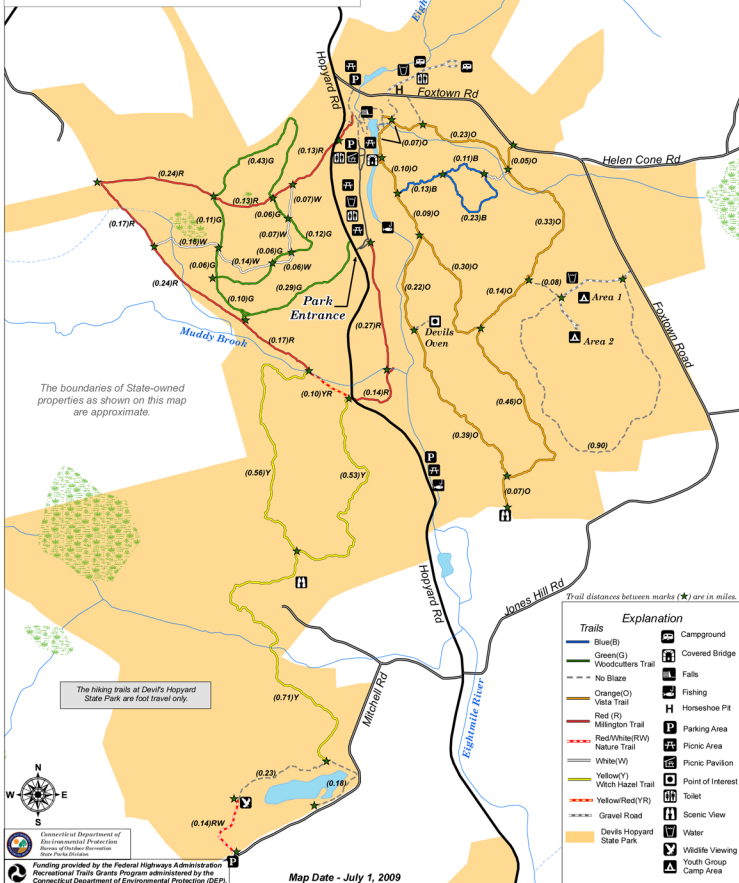 Eigh
Hopyard Rd
H
Foxtown Rd
P
(0.07)O
(0.23)O
(0.43)G
(0.13)R
P
(0.11)B
(0.05)O
Helen Cone Rd
(0.24)R
(0.10)O
(0.13)R
(0.07)W
(0.13)B
(0.17)R
(0.11)G
(0.06)G
(0.23)B
(0.09)O
(0.33)O
(0.16)W
(0.07)W
(0.12)G
(0.14)W
(0.06)G
(0.06)G
(0.06)W
(0.30)O
(0.24)R
(0.29)G
(0.22)O
(0.14)O
(0.08)
Area 1
(0.10)G
Park
Entrance
Foxtown Road
Muddy Brook
(0.27)R
Devils
Oven
Area 2
(0.17)R
The boundaries of State-owned
properties as shown on this map
are approximate.
(0.10)YR
(0.14)R
(0.46)O
(0.39)O
(0.90)
P
(0.56)Y
(0.53)Y
(0.07)O
Hopyard Rd
Jones Hill Rd
Trail distances between marks (★) are in miles.
Explanation
Trails
Blue(B)
Green(G)
Woodcutters Trail
No Blaze
Orange(O)
Vista Trail
Red (R)
Millington Trail
Red/White(RW)
Nature Trail
White(W)
Yellow(Y)
Witch Hazel Trail
Yellow/Red(YR)
Gravel Road
Devils Hopyard
State Park
Campground
Covered Bridge
Falls
Fishing
H Horseshoe Pit
P Parking Area
Picnic Area
Picnic Pavilion
Point of Interest
Toilet
Scenic View
Water
Wildlife Viewing
Youth Group
Camp Area
The hiking trails at Devil's Hopyard
State Park are foot travel only.
Mitchell Rd
(0.71)Y
Eightmile River
N
W E
S
(0.23)
(0.18)
(0.14)RW
P
Connecticut Department of
Environmental Protection
Bureau of Outdoor Recreation
State Parks Division
Funding provided by the Federal Highways Administration
Recreational Trails Grants Program administered by the
Connecticut Department of Environmental Protection (DEP).
Map Date - July 1, 2009